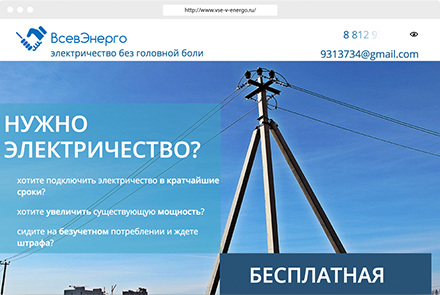 http://www.vse-v-energo.ru/
ВсевЭнерго
8 812 9
электричество без головной боли
9313734@gmail.com
НУЖНО
ЭЛЕКТРИЧЕСТВО?
хотите подключить электричество в кратчайшие
сроки?
хотите увеличить существующую мощность?
сидите на безучетном потреблении и ждете
штрафа?
БЕСПЛАТНАЯ